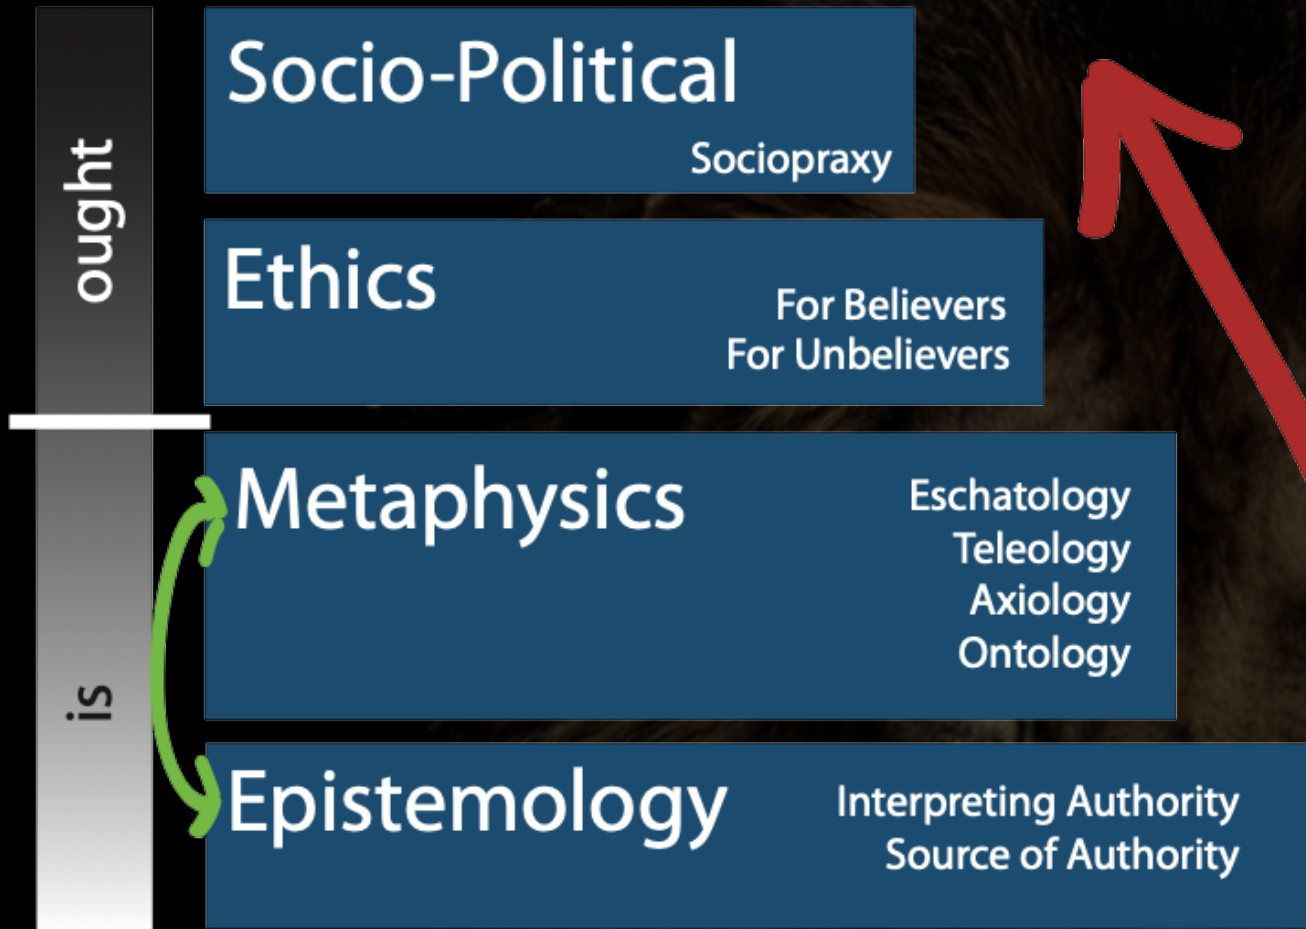 ought
is
Socio-Political
Sociopraxy
Ethics
For Believers
For Unbelievers
Metaphysics
Eschatology
Teleology
Axiology
Ontology
Epistemology
Interpreting Authority
Source of Authority